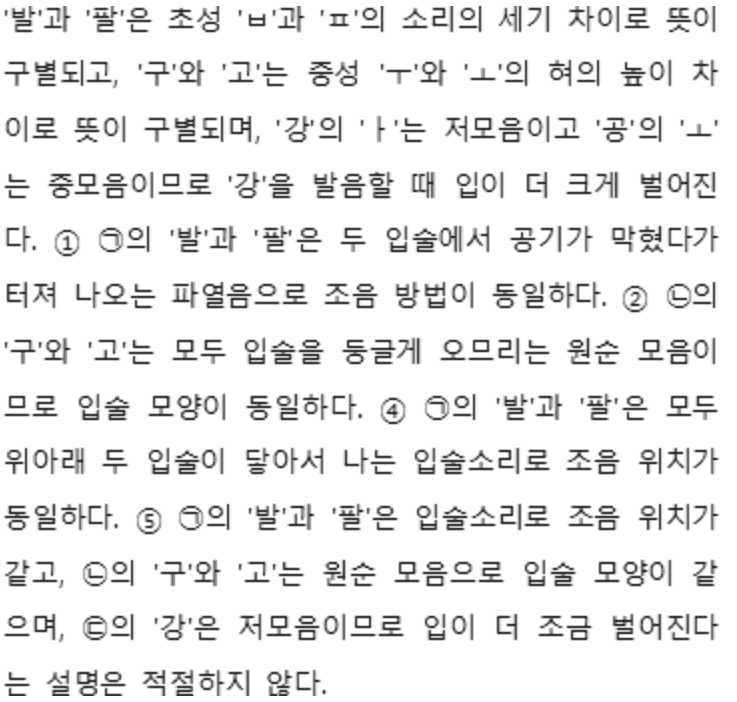 '발'과 '팔'은 초성 'ㅂ'과 'ㅍ'의 소리의 세기 차이로 뜻이
구별되고, '구'와 '고'는 중성 'ㅜ'와 'ㅗ'의 혀의 높이 차
이로 뜻이 구별되며, '강'의 'ㅏ'는 저모음이고 '공'의 'ㅗ'
는 중모음이므로 '강'을 발음할 때 입이 더 크게 벌어진
다. ① ㉠의 '발'과 '팔'은 두 입술에서 공기가 막혔다가
터져 나오는 파열음으로 조음 방법이 동일하다. ② ㉡의
'구'와 '고'는 모두 입술을 둥글게 오므리는 원순 모음이
므로 입술 모양이 동일하다. ④ ㉠의 '발'과 '팔'은 모두
위아래 두 입술이 닿아서 나는 입술소리로 조음 위치가
동일하다. ⑤ ㉠의 '발'과 '팔'은 입술소리로 조음 위치가
같고, ㉡의 '구'와 '고'는 원순 모음으로 입술 모양이 같
으며, ㉢의 '강'은 저모음이므로 입이 더 조금 벌어진다
는 설명은 적절하지 않다.